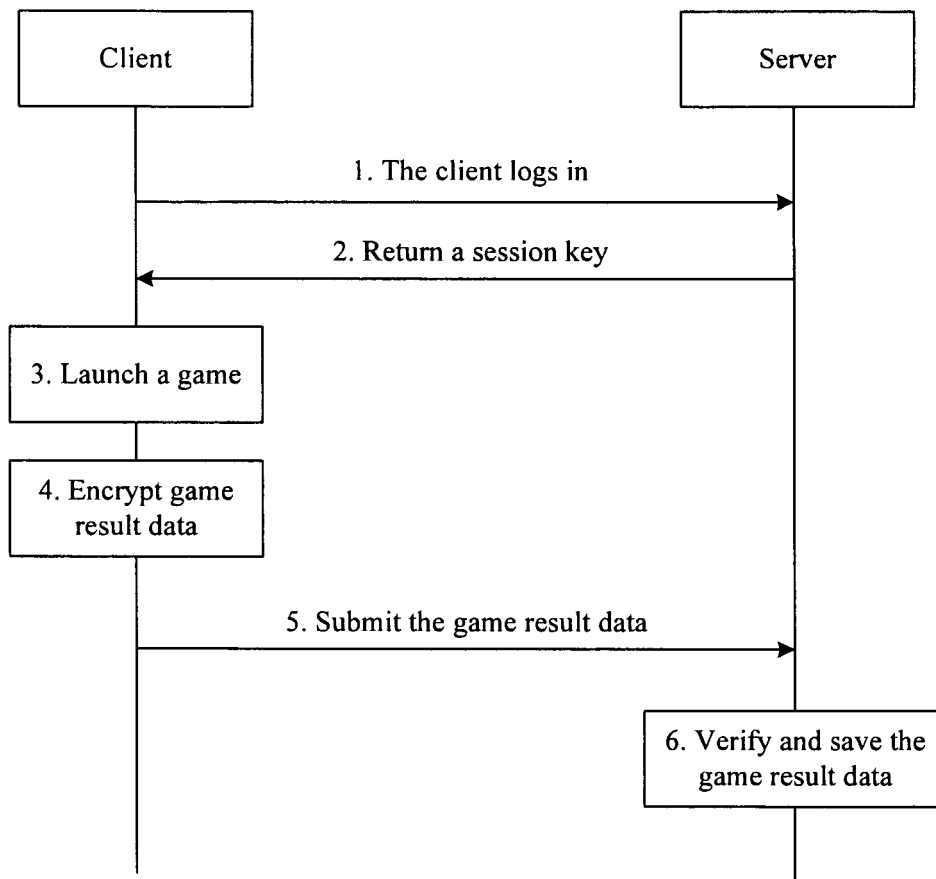 Client
Server
1. The client logs in
2. Return a session key
3. Launch a game
4. Encrypt game
result data
5. Submit the game result data
6. Verify and save the
game result data